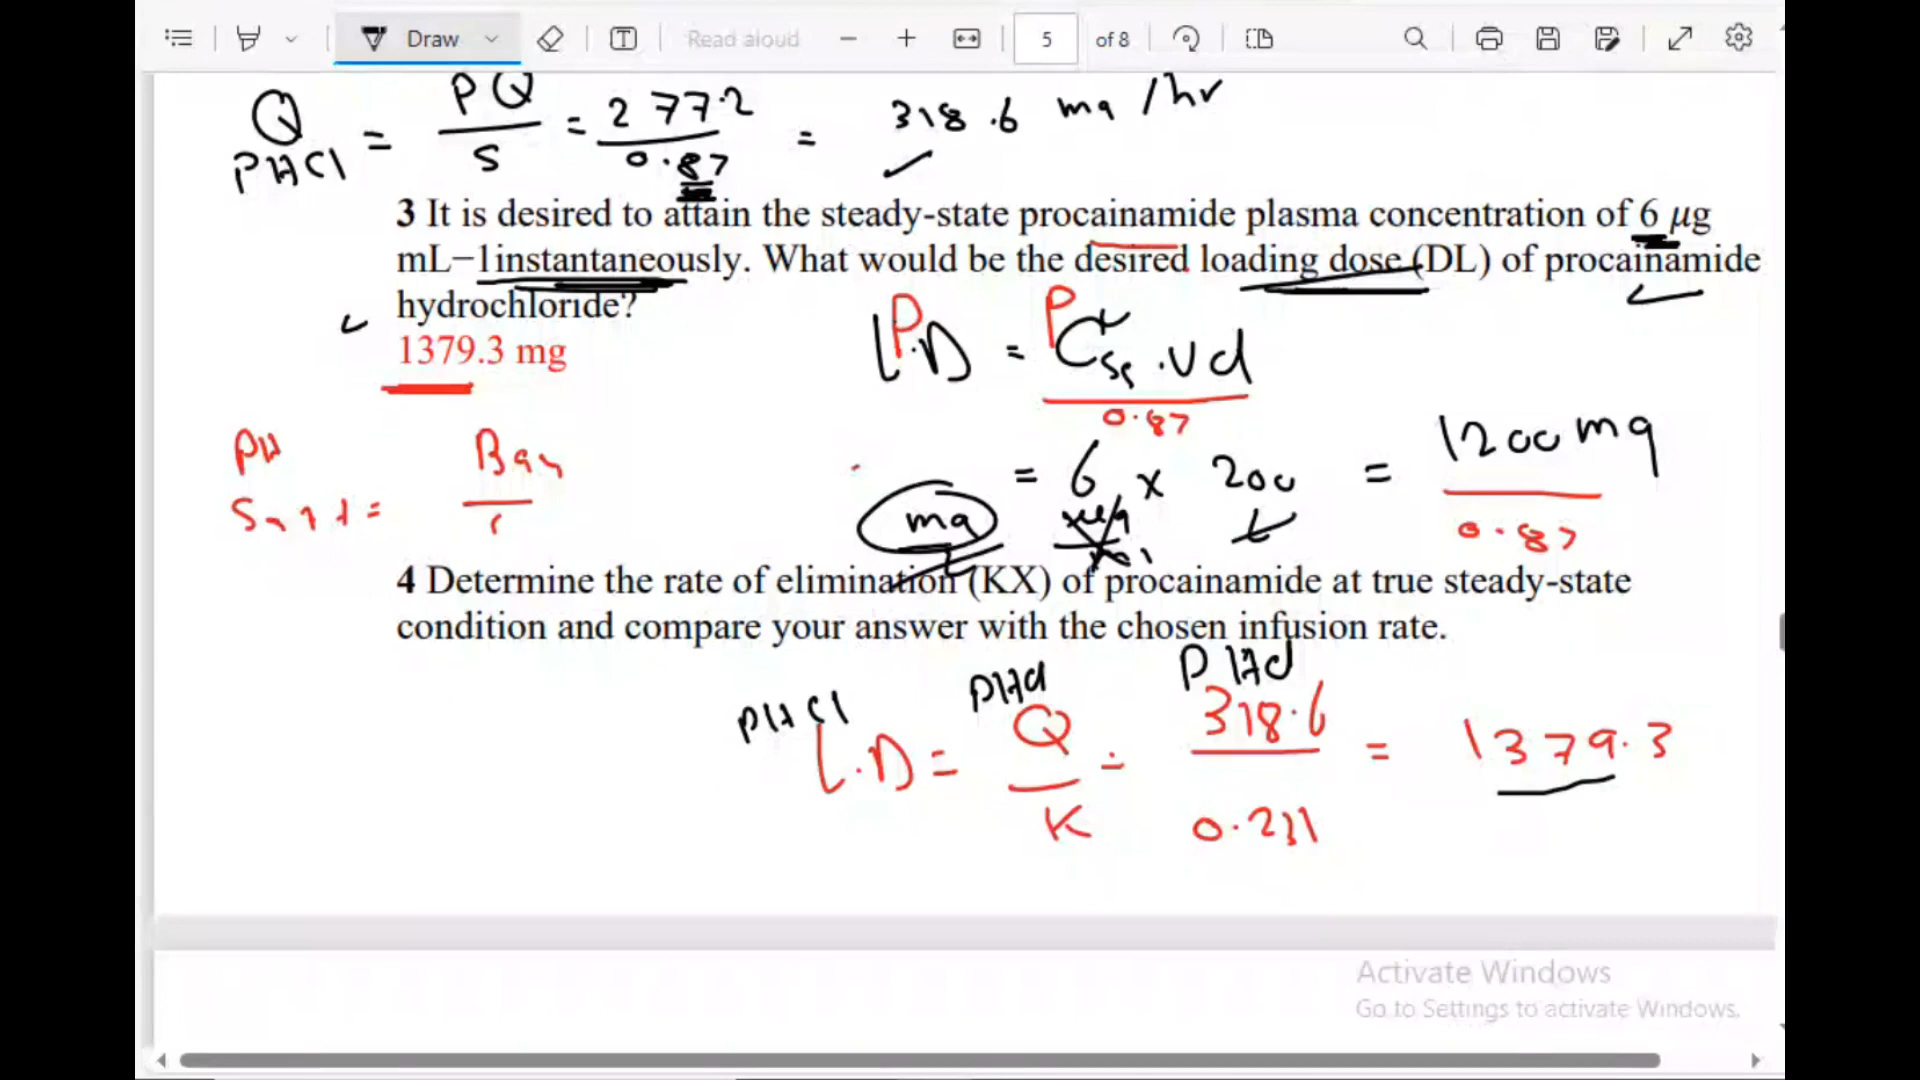 Draw
Read aloud
5 of 8
Q PHCl = PQ / S = 277.2 / 0.87 = 318.6 mg /hr
3 It is desired to attain the steady-state procainamide plasma concentration of 6 μg
mL−1instantaneously. What would be the desired loading dose (DL) of procainamide
hydrochloride?
1379.3 mg
P L.D = P Css . Vd / 0.87
= 6 x 200 = 1200 mg / 0.87
mg
Salt =
4 Determine the rate of elimination (KX) of procainamide at true steady-state
condition and compare your answer with the chosen infusion rate.
PHCl PHCl PHCl
L.D = Q / K = 318.6 / 0.231 = 1379.3
Activate Windows
Go to Settings to activate Windows.